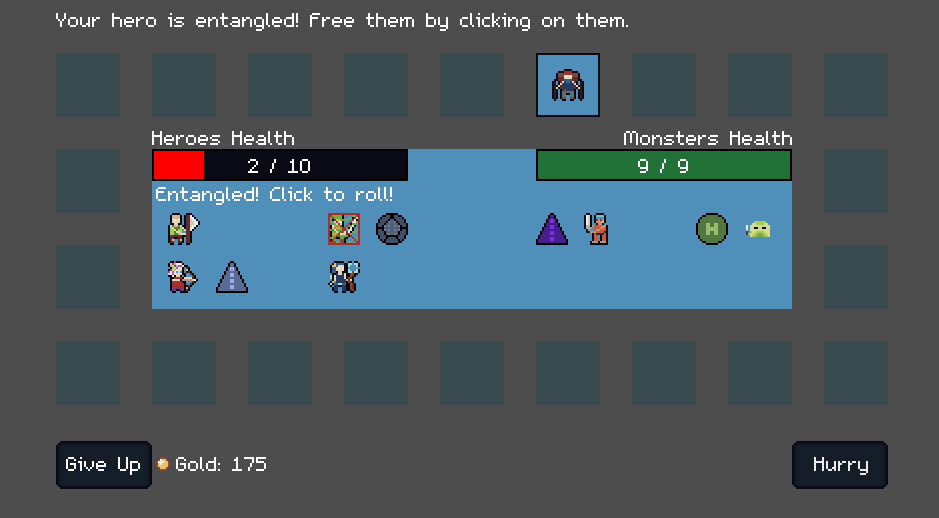 Your hero is entangled! Free them by clicking on them.
Heroes Health
Monsters Health
2 / 10
9 / 9
Entangled! Click to roll!
H
Give Up
Gold: 175
Hurry